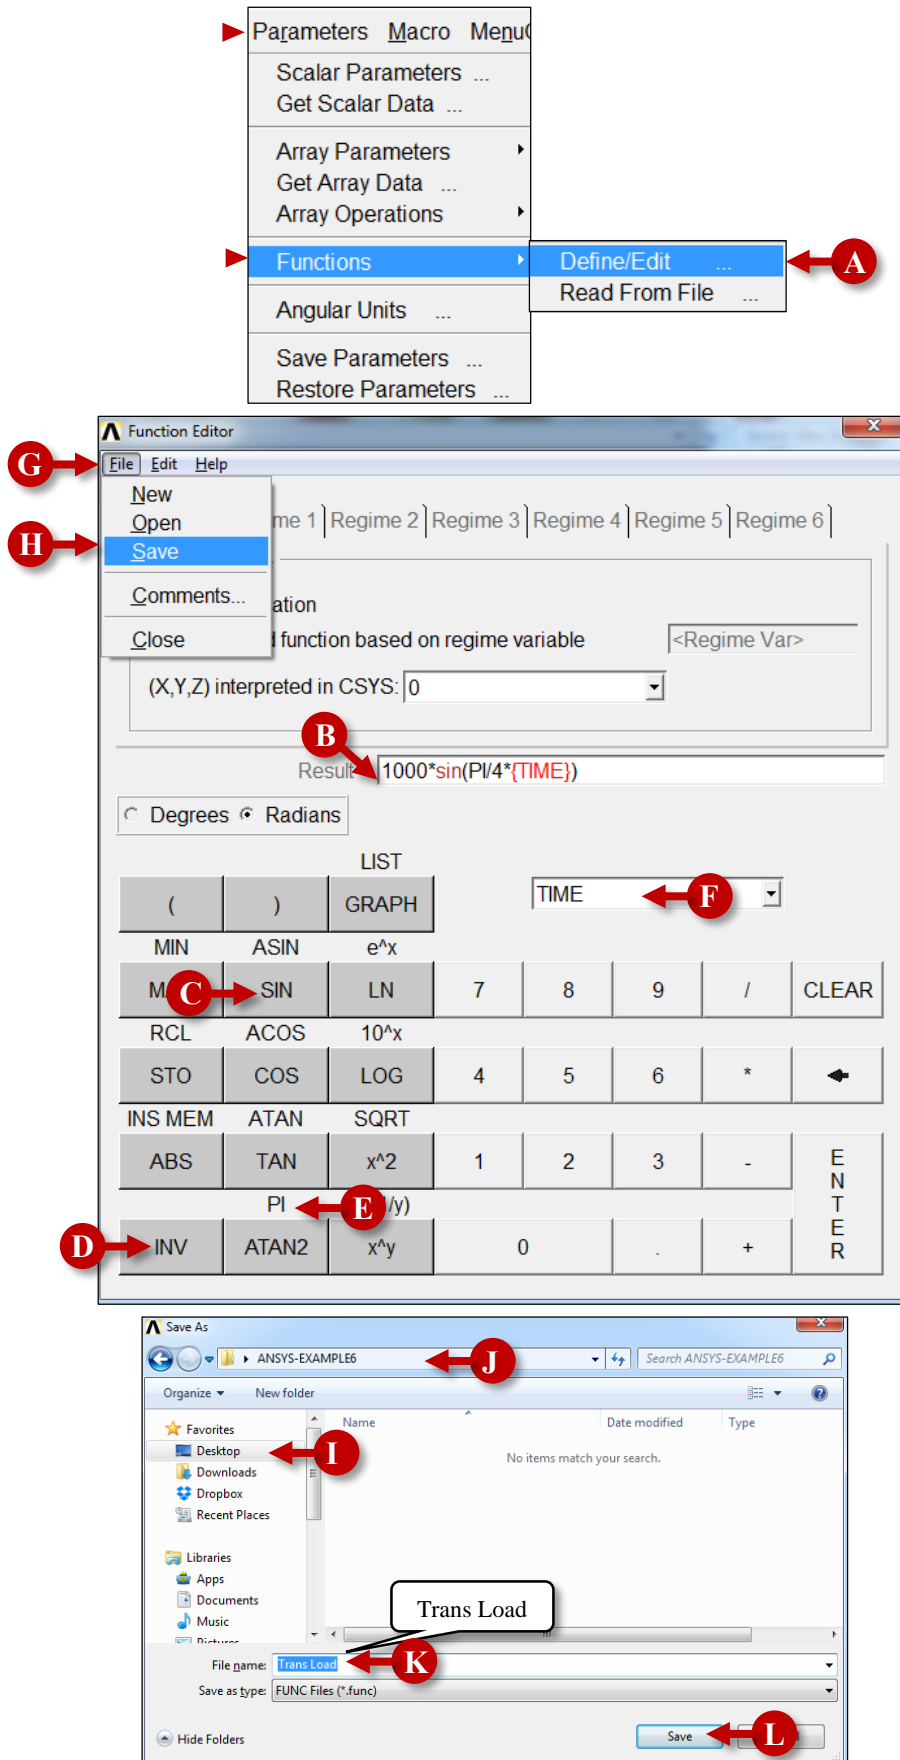 Parameters Macro Menu
Scalar Parameters ...
Get Scalar Data ...
Array Parameters
Get Array Data ...
Array Operations
Functions
Define/Edit ...
A
Read From File ...
Angular Units ...
Save Parameters ...
Restore Parameters ...
Function Editor
G
File Edit Help
New
Open
me 1 Regime 2 Regime 3 Regime 4 Regime 5 Regime 6
H
Save
Comments...
ation
Close
function based on regime variable <Regime Var>
(X,Y,Z) interpreted in CSYS: 0
B
Result 1000*sin(PI/4*{TIME})
Degrees Radians
LIST
( ) GRAPH
TIME
F
MIN ASIN e^x
C
SIN LN 7 8 9 / CLEAR
RCL ACOS 10^x
STO COS LOG 4 5 6 *
INS MEM ATAN SQRT
ABS TAN x^2 1 2 3 - ENTER
PI E /y)
D
INV ATAN2 x^y 0 . +
Save As
ANSYS-EXAMPLE6
J
Search ANSYS-EXAMPLE6
Organize New folder
Favorites
Name Date modified Type
Desktop
I
No items match your search.
Downloads
Dropbox
Recent Places
Libraries
Apps
Documents
Music
Pictures
Trans Load
File name: Trans Load
K
Save as type: FUNC Files (*.func)
Hide Folders
Save
L